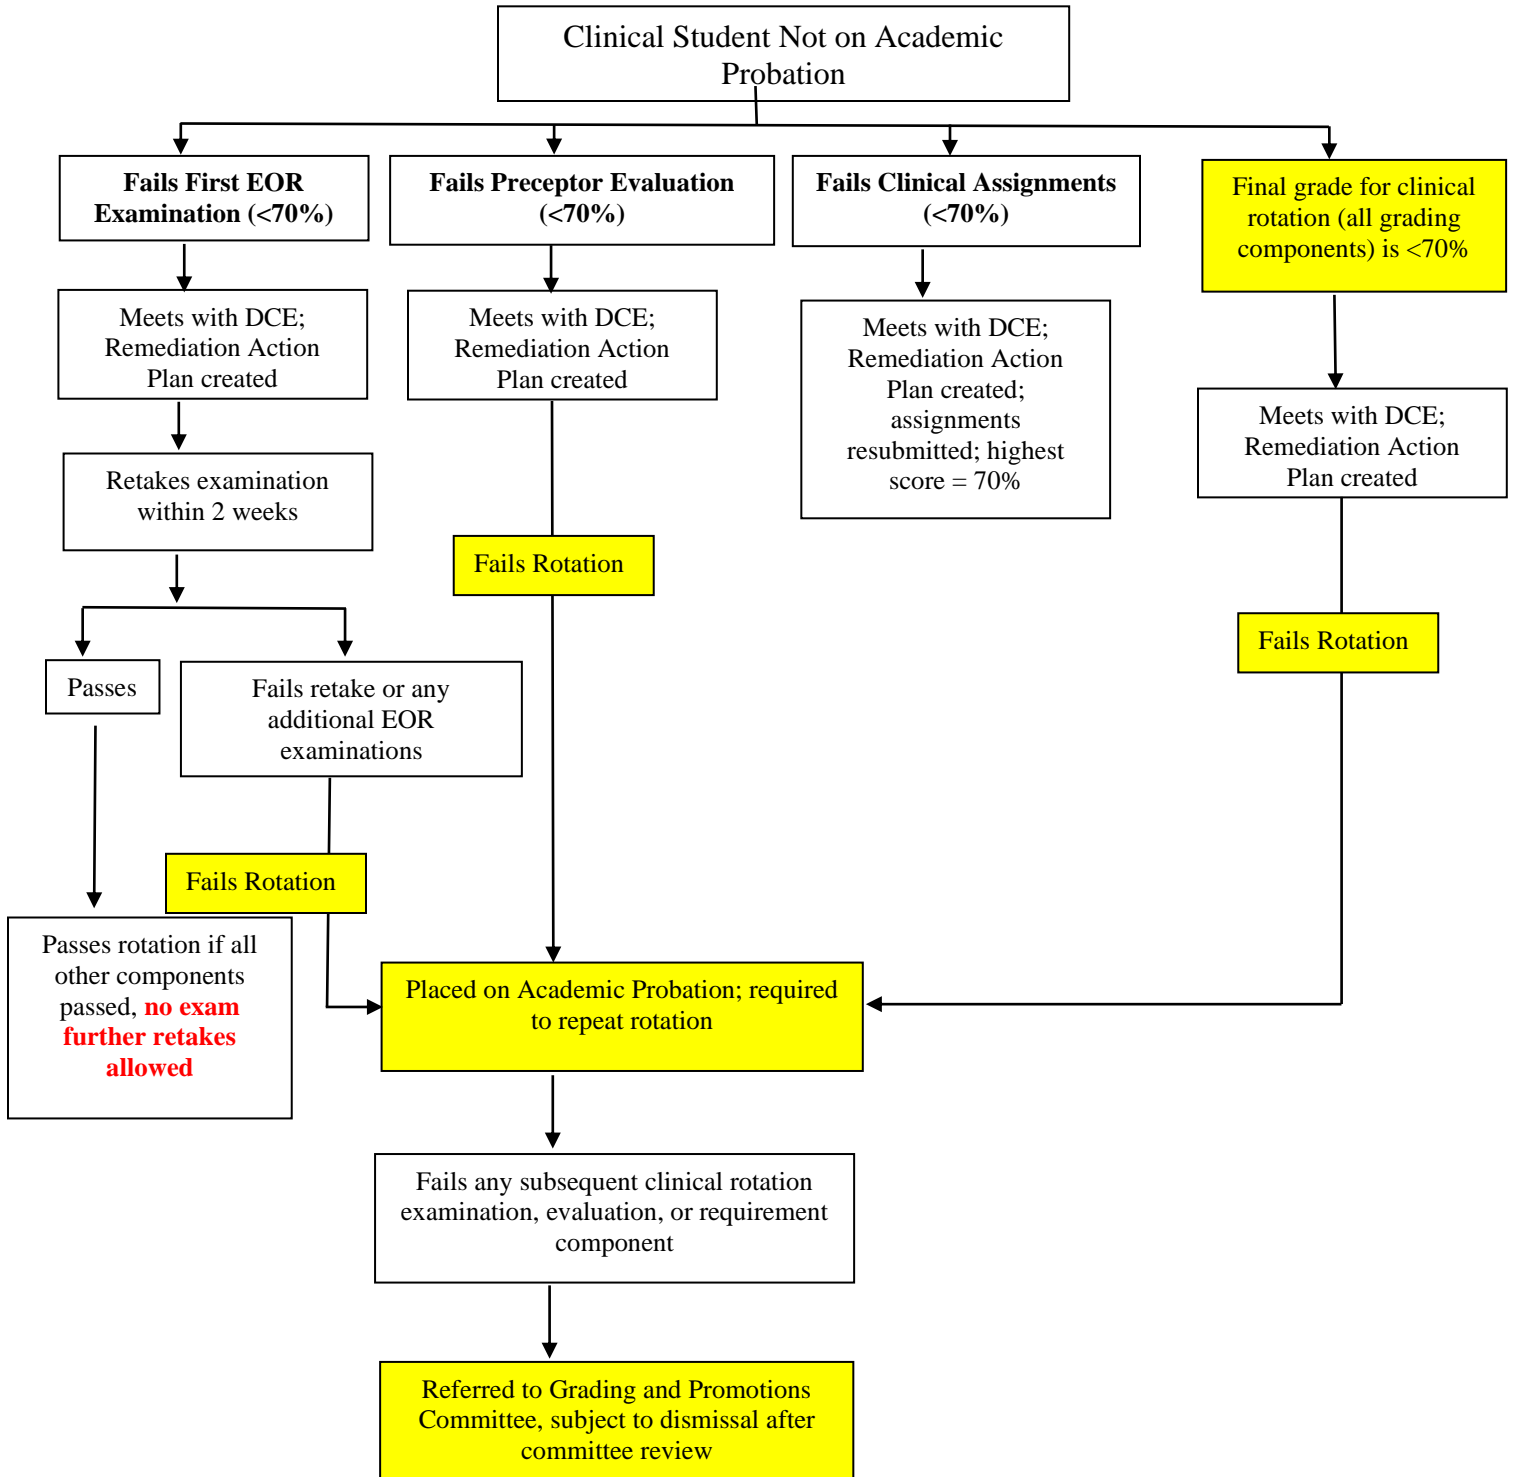 Clinical Student Not on Academic
Probation
Fails First EOR
Examination (<70%)
Fails Preceptor Evaluation
(<70%)
Fails Clinical Assignments
(<70%)
Final grade for clinical
rotation (all grading
components) is <70%
Meets with DCE;
Remediation Action
Plan created
Meets with DCE;
Remediation Action
Plan created
Meets with DCE;
Remediation Action
Plan created;
assignments
resubmitted; highest
score = 70%
Meets with DCE;
Remediation Action
Plan created
Retakes examination
within 2 weeks
Fails Rotation
Fails Rotation
Passes
Fails retake or any
additional EOR
examinations
Fails Rotation
Passes rotation if all
other components
passed, no exam
further retakes
allowed
Placed on Academic Probation; required
to repeat rotation
Fails any subsequent clinical rotation
examination, evaluation, or requirement
component
Referred to Grading and Promotions
Committee, subject to dismissal after
committee review